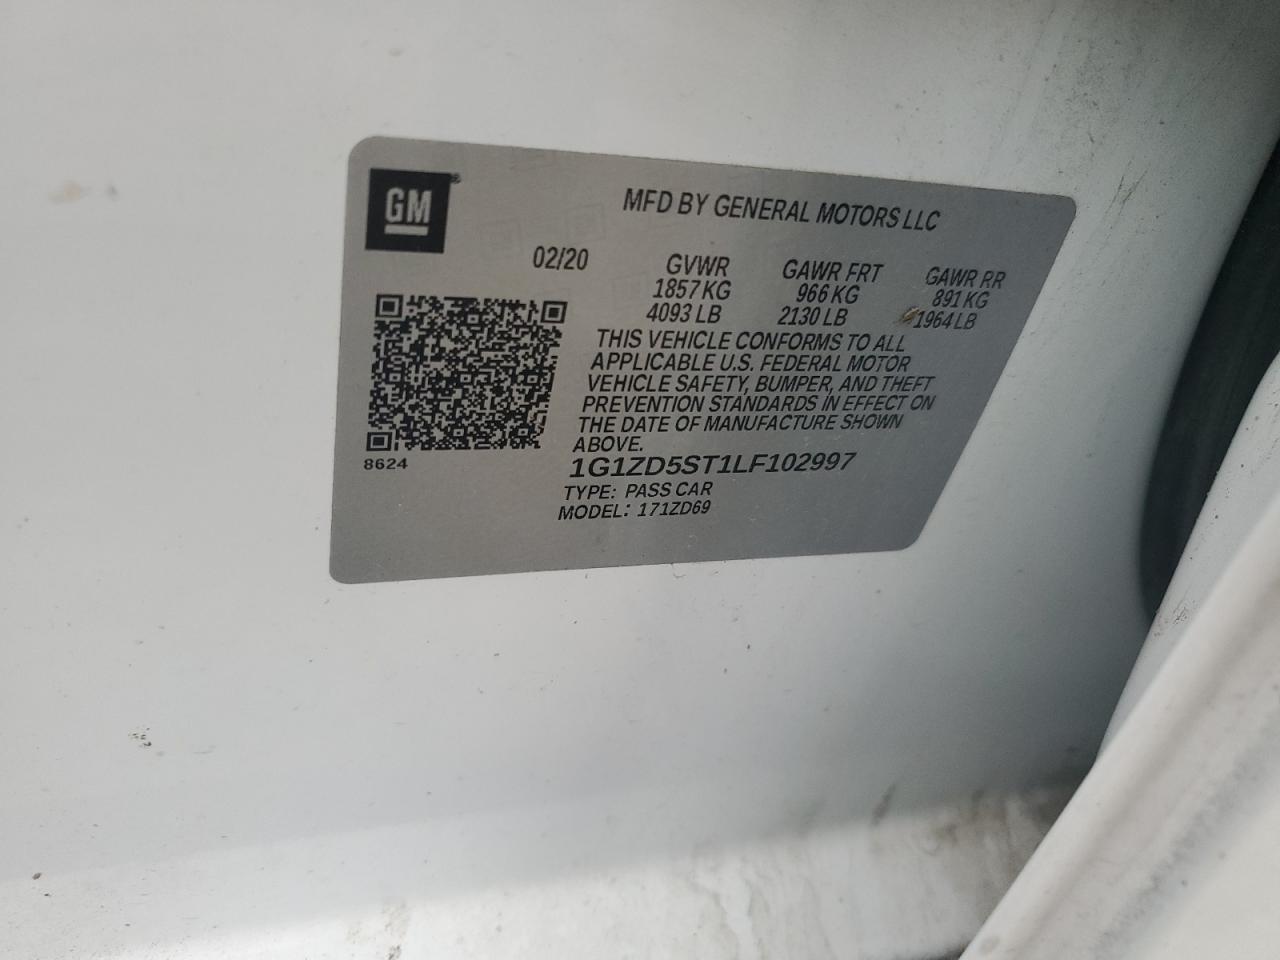 GM®
MFD BY GENERAL MOTORS LLC
02/20
GVWR
1857 KG
4093 LB
GAWR FRT
966 KG
2130 LB
GAWR RR
891 KG
1964 LB
THIS VEHICLE CONFORMS TO ALL
APPLICABLE U.S. FEDERAL MOTOR
VEHICLE SAFETY, BUMPER, AND THEFT
PREVENTION STANDARDS IN EFFECT ON
THE DATE OF MANUFACTURE SHOWN
ABOVE.
8624
1G1ZD5ST1LF102997
TYPE: PASS CAR
MODEL: 171ZD69